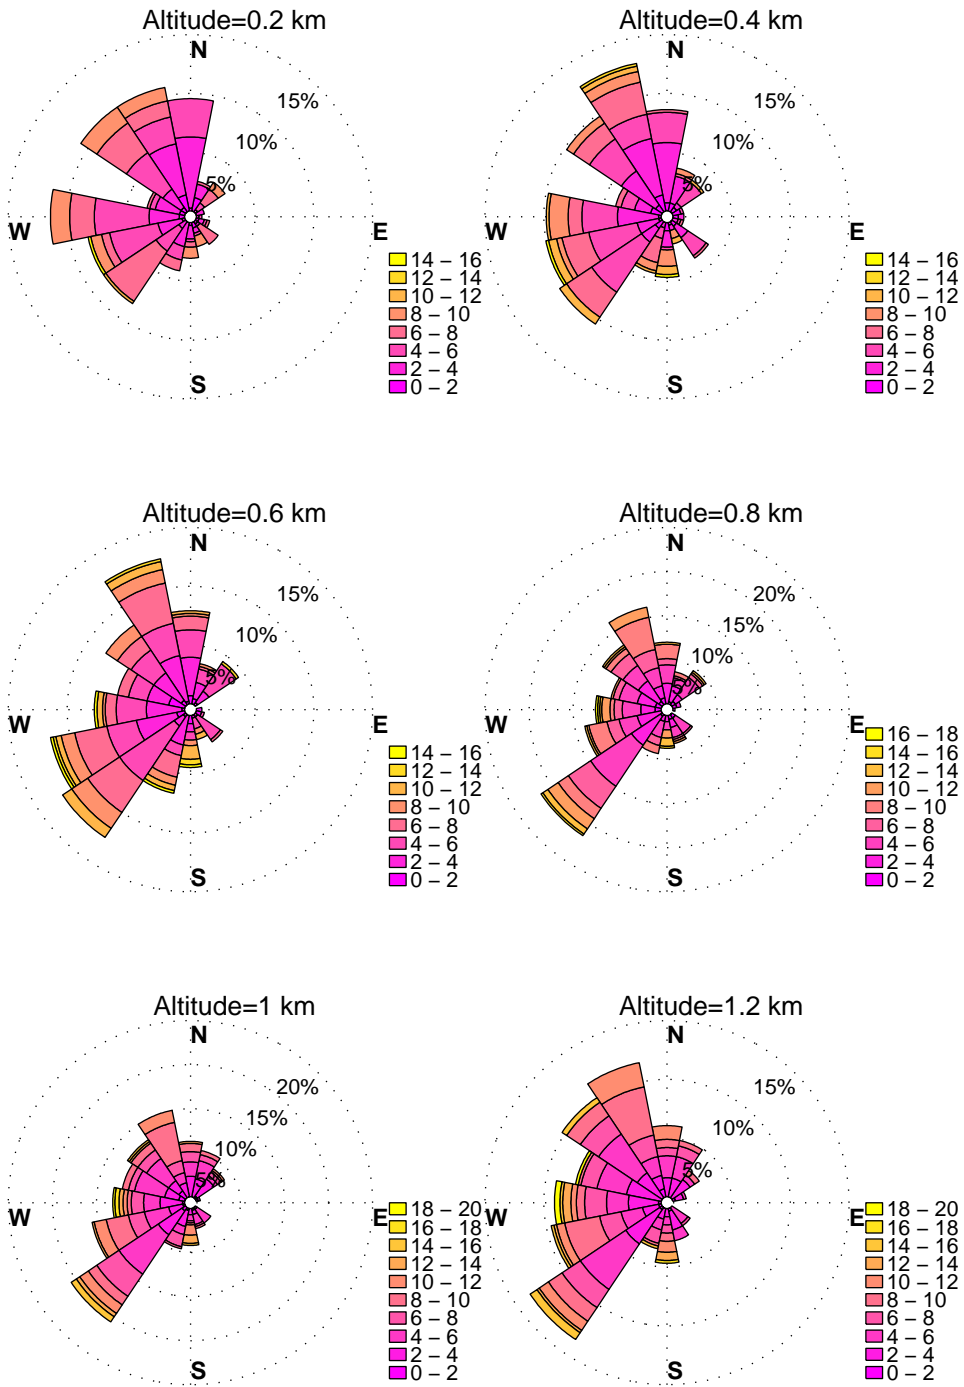 Altitude=0.2 km
N
15%
10%
5%
W
E
S
14 – 16
12 – 14
10 – 12
8 – 10
6 – 8
4 – 6
2 – 4
0 – 2
Altitude=0.4 km
N
15%
10%
5%
W
E
S
14 – 16
12 – 14
10 – 12
8 – 10
6 – 8
4 – 6
2 – 4
0 – 2
Altitude=0.6 km
N
15%
10%
5%
W
E
S
14 – 16
12 – 14
10 – 12
8 – 10
6 – 8
4 – 6
2 – 4
0 – 2
Altitude=0.8 km
N
20%
15%
10%
5%
W
E
S
16 – 18
14 – 16
12 – 14
10 – 12
8 – 10
6 – 8
4 – 6
2 – 4
0 – 2
Altitude=1 km
N
20%
15%
10%
5%
W
E
S
18 – 20
16 – 18
14 – 16
12 – 14
10 – 12
8 – 10
6 – 8
4 – 6
2 – 4
0 – 2
Altitude=1.2 km
N
15%
10%
5%
W
E
S
18 – 20
16 – 18
14 – 16
12 – 14
10 – 12
8 – 10
6 – 8
4 – 6
2 – 4
0 – 2